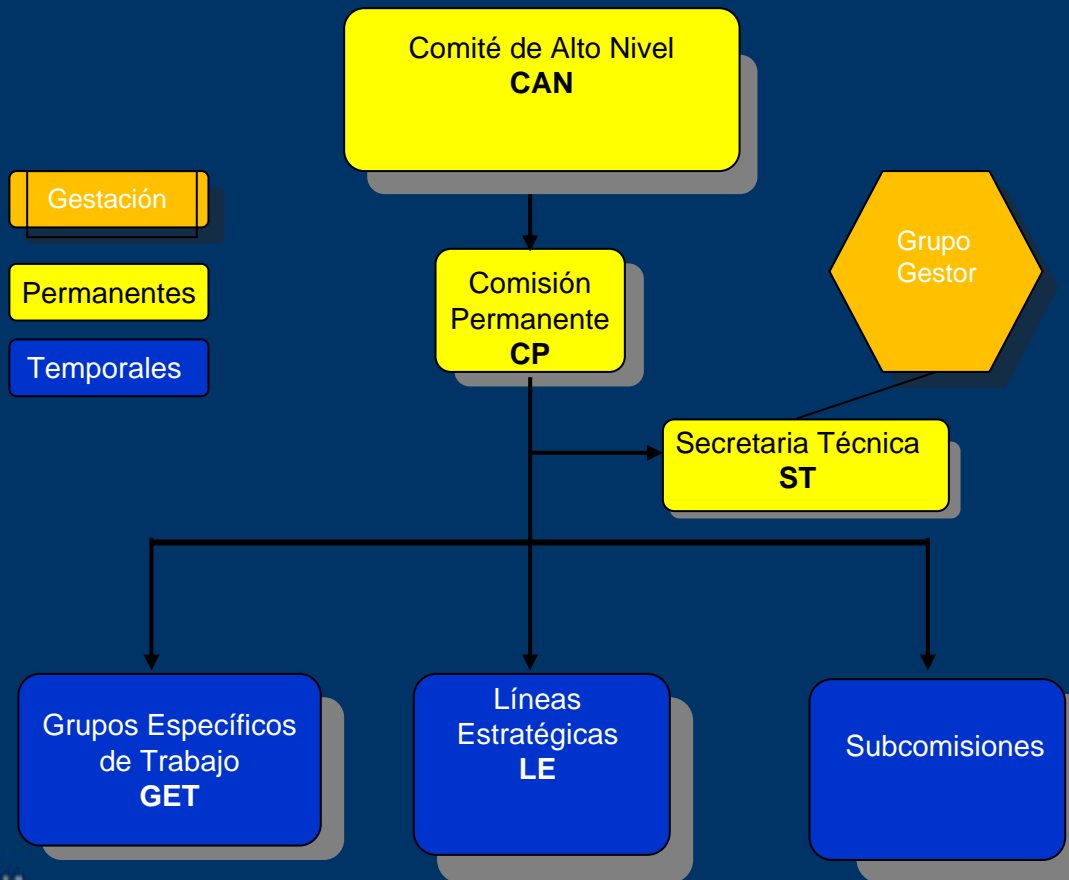 Comité de Alto Nivel
CAN
Gestación
Permanentes
Temporales
Comisión
Permanente
CP
Grupo
Gestor
Secretaria Técnica
ST
Grupos Específicos
de Trabajo
GET
Líneas
Estratégicas
LE
Subcomisiones